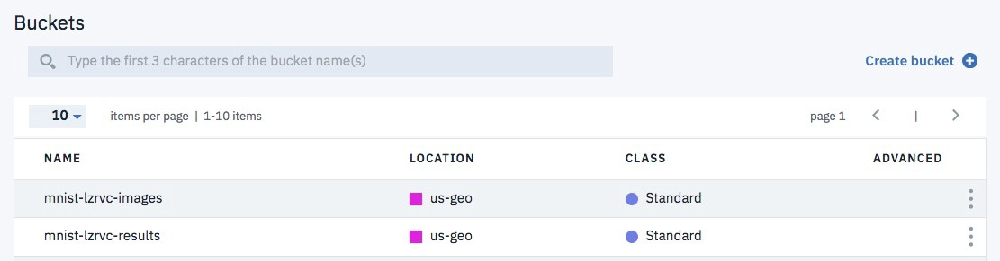 Buckets
Type the first 3 characters of the bucket name(s)
Create bucket
10 items per page | 1-10 items page 1 |
NAME LOCATION CLASS ADVANCED
mnist-lzrvc-images us-geo Standard
mnist-lzrvc-results us-geo Standard